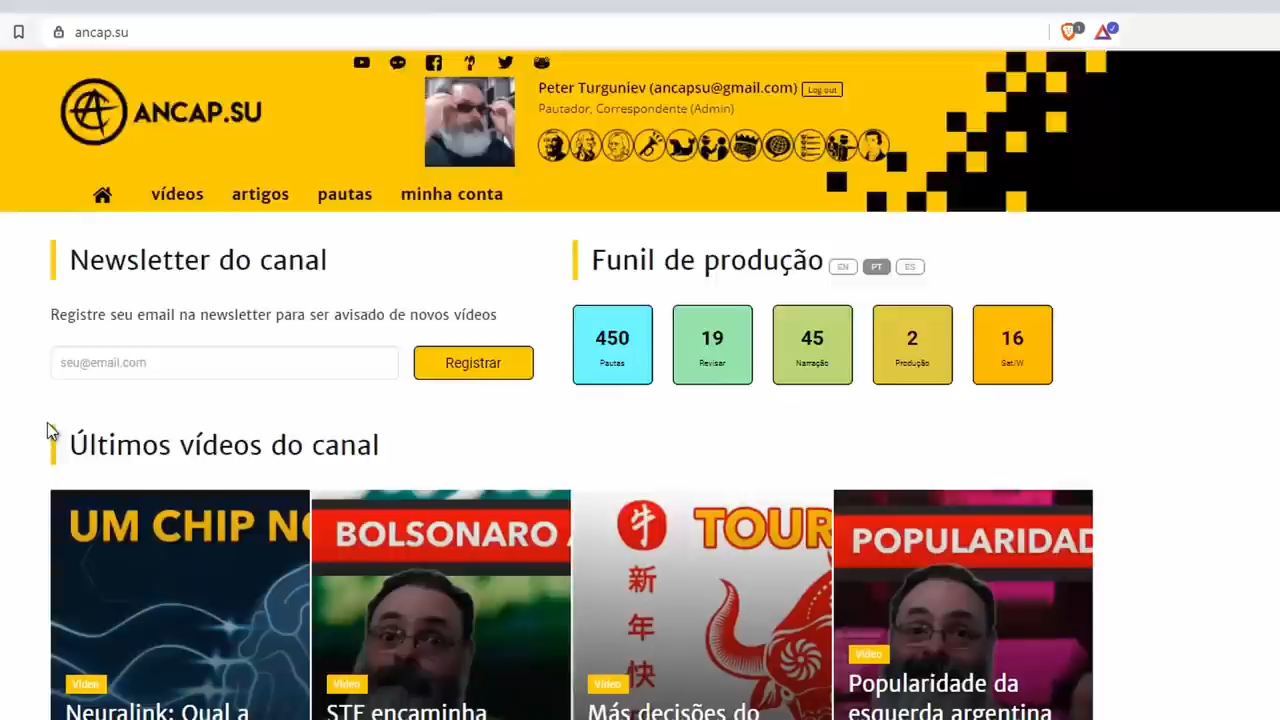 ancap.su
1
ANCAP.SU
Peter Turguniev (ancapsu@gmail.com) Log out
Pautador, Correspondente (Admin)
vídeos artigos pautas minha conta
Newsletter do canal
Registre seu email na newsletter para ser avisado de novos vídeos
seu@email.com
Registrar
Funil de produção EN PT ES
450 19 45 2 16
Pautas Revisar Narração Produção Sat/W
Últimos vídeos do canal
UM CHIP NO
Vídeo
Neuralink: Qual a
BOLSONARO
Vídeo
STF encaminha
牛
新
年
快
TOUR
Vídeo
Más decisões do
POPULARIDAD
Vídeo
Popularidade da
esquerda argentina